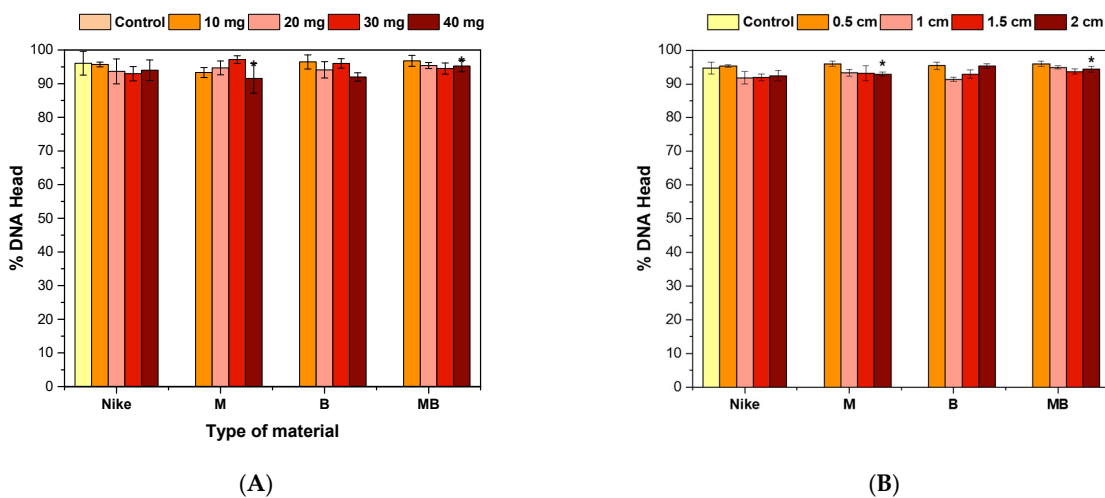 Control 10 mg 20 mg 30 mg 40 mg
100
90
80
70
60
50
40
30
20
10
0
% DNA Head
* *
Nike M B MB
Type of material
(A)
Control 0.5 cm 1 cm 1.5 cm 2 cm
100
90
80
70
60
50
40
30
20
10
0
% DNA Head
* *
Nike M B MB
(B)